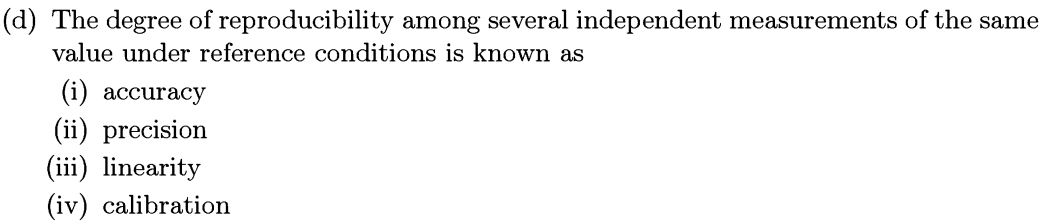 (d) The degree of reproducibility among several independent measurements of the same
value under reference conditions is known as
(i) accuracy
(ii) precision
(iii) linearity
(iv) calibration